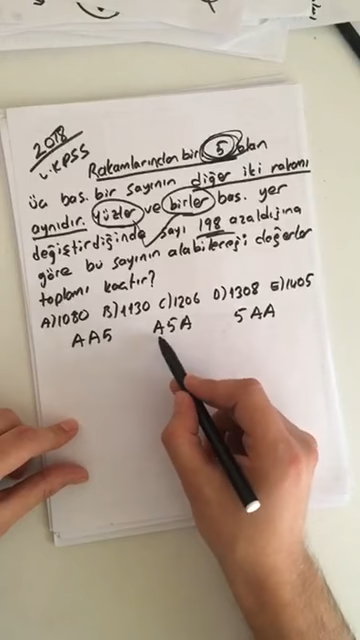 2018
KPSS
Rakamlarından biri 5 olan
üç bas. bir sayının diğer iki rakamı
aynıdır. yüzler ve birler bas. yer
değiştirdiğinde sayı 198 azaldığına
göre bu sayının alabileceği değerler
toplamı kaçtır?
A)1080 B)1130 C)1206 D)1308 E)1405
AA5 A5A 5AA